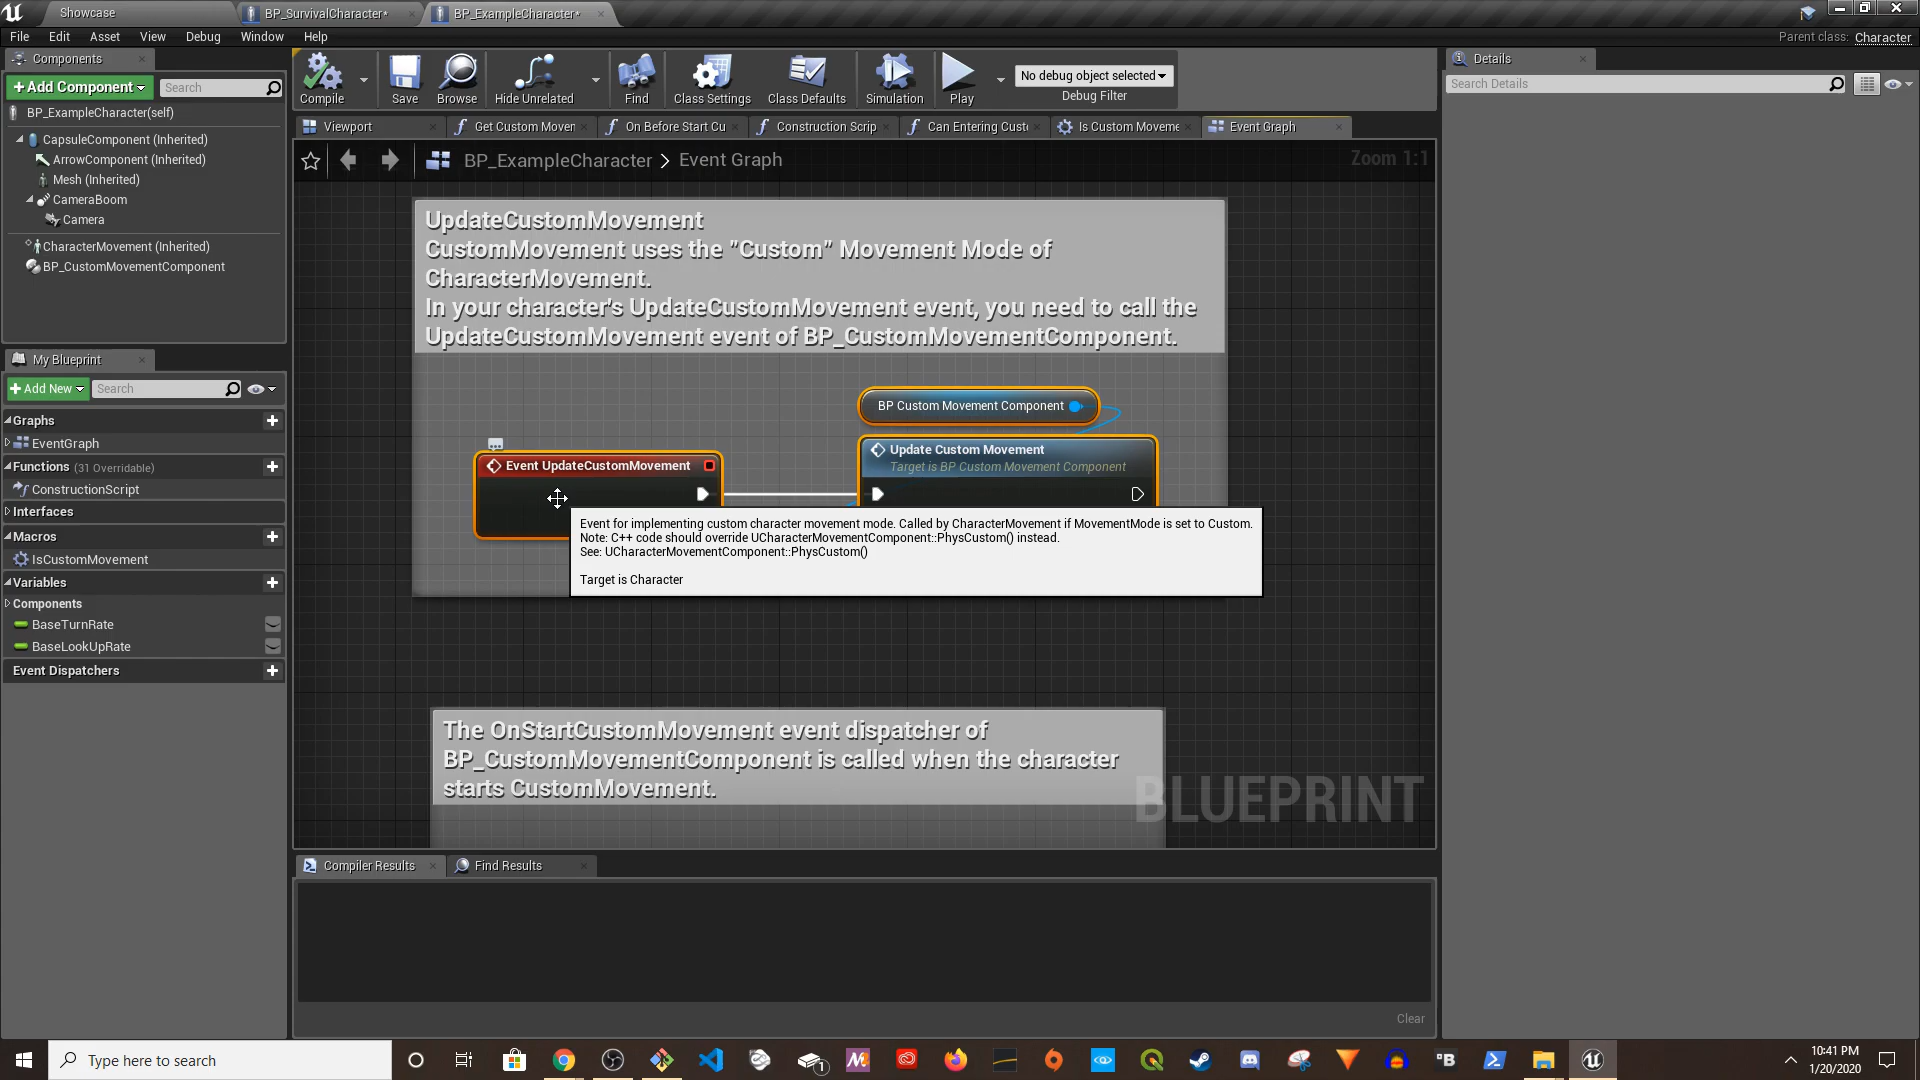 Showcase
BP_SurvivalCharacter*
BP_ExampleCharacter*
File Edit Asset View Debug Window Help
Parent class: Character
Components
+ Add Component
Search
BP_ExampleCharacter(self)
CapsuleComponent (Inherited)
ArrowComponent (Inherited)
Mesh (Inherited)
CameraBoom
Camera
CharacterMovement (Inherited)
BP_CustomMovementComponent
My Blueprint
+ Add New
Search
Graphs
EventGraph
Functions (31 Overridable)
ConstructionScript
Interfaces
Macros
IsCustomMovement
Variables
Components
BaseTurnRate
BaseLookUpRate
Event Dispatchers
Compile
Save
Browse
Hide Unrelated
Find
Class Settings
Class Defaults
Simulation
Play
No debug object selected
Debug Filter
Viewport
Get Custom Movem
On Before Start Cu
Construction Scrip
Can Entering Cust
Is Custom Moveme
Event Graph
BP_ExampleCharacter > Event Graph
Zoom 1:1
UpdateCustomMovement
CustomMovement uses the "Custom" Movement Mode of
CharacterMovement.
In your character's UpdateCustomMovement event, you need to call the
UpdateCustomMovement event of BP_CustomMovementComponent.
BP Custom Movement Component
Event UpdateCustomMovement
Update Custom Movement
Target is BP Custom Movement Component
Event for implementing custom character movement mode. Called by CharacterMovement if MovementMode is set to Custom.
Note: C++ code should override UCharacterMovementComponent::PhysCustom() instead.
See: UCharacterMovementComponent::PhysCustom()
Target is Character
The OnStartCustomMovement event dispatcher of
BP_CustomMovementComponent is called when the character
starts CustomMovement.
BLUEPRINT
Compiler Results
Find Results
Clear
Details
Search Details
Type here to search
1
10:41 PM
1/20/2020